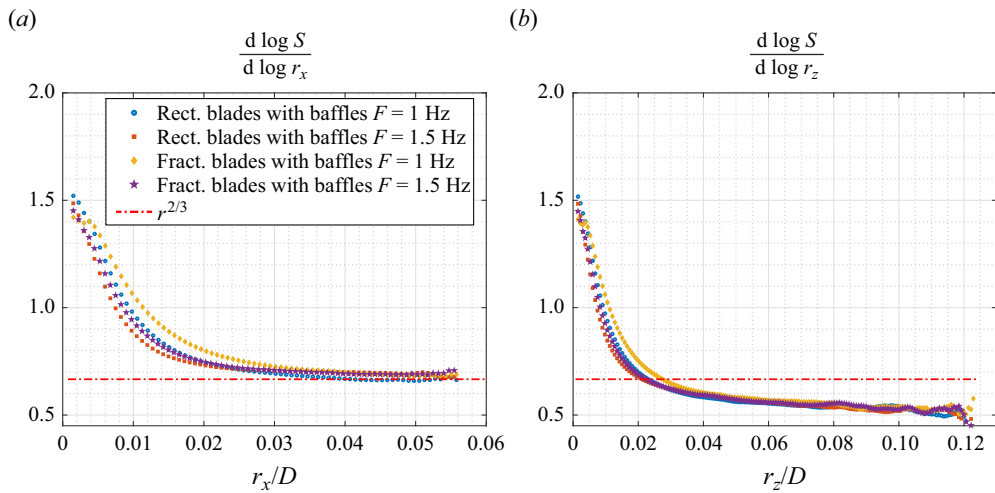 (a)
d log S
d log r_x
2.0
1.5
1.0
0.5
0 0.01 0.02 0.03 0.04 0.05 0.06
r_x/D
Rect. blades with baffles F = 1 Hz
Rect. blades with baffles F = 1.5 Hz
Fract. blades with baffles F = 1 Hz
Fract. blades with baffles F = 1.5 Hz
r^{2/3}
(b)
d log S
d log r_z
2.0
1.5
1.0
0.5
0 0.02 0.04 0.06 0.08 0.10 0.12
r_z/D